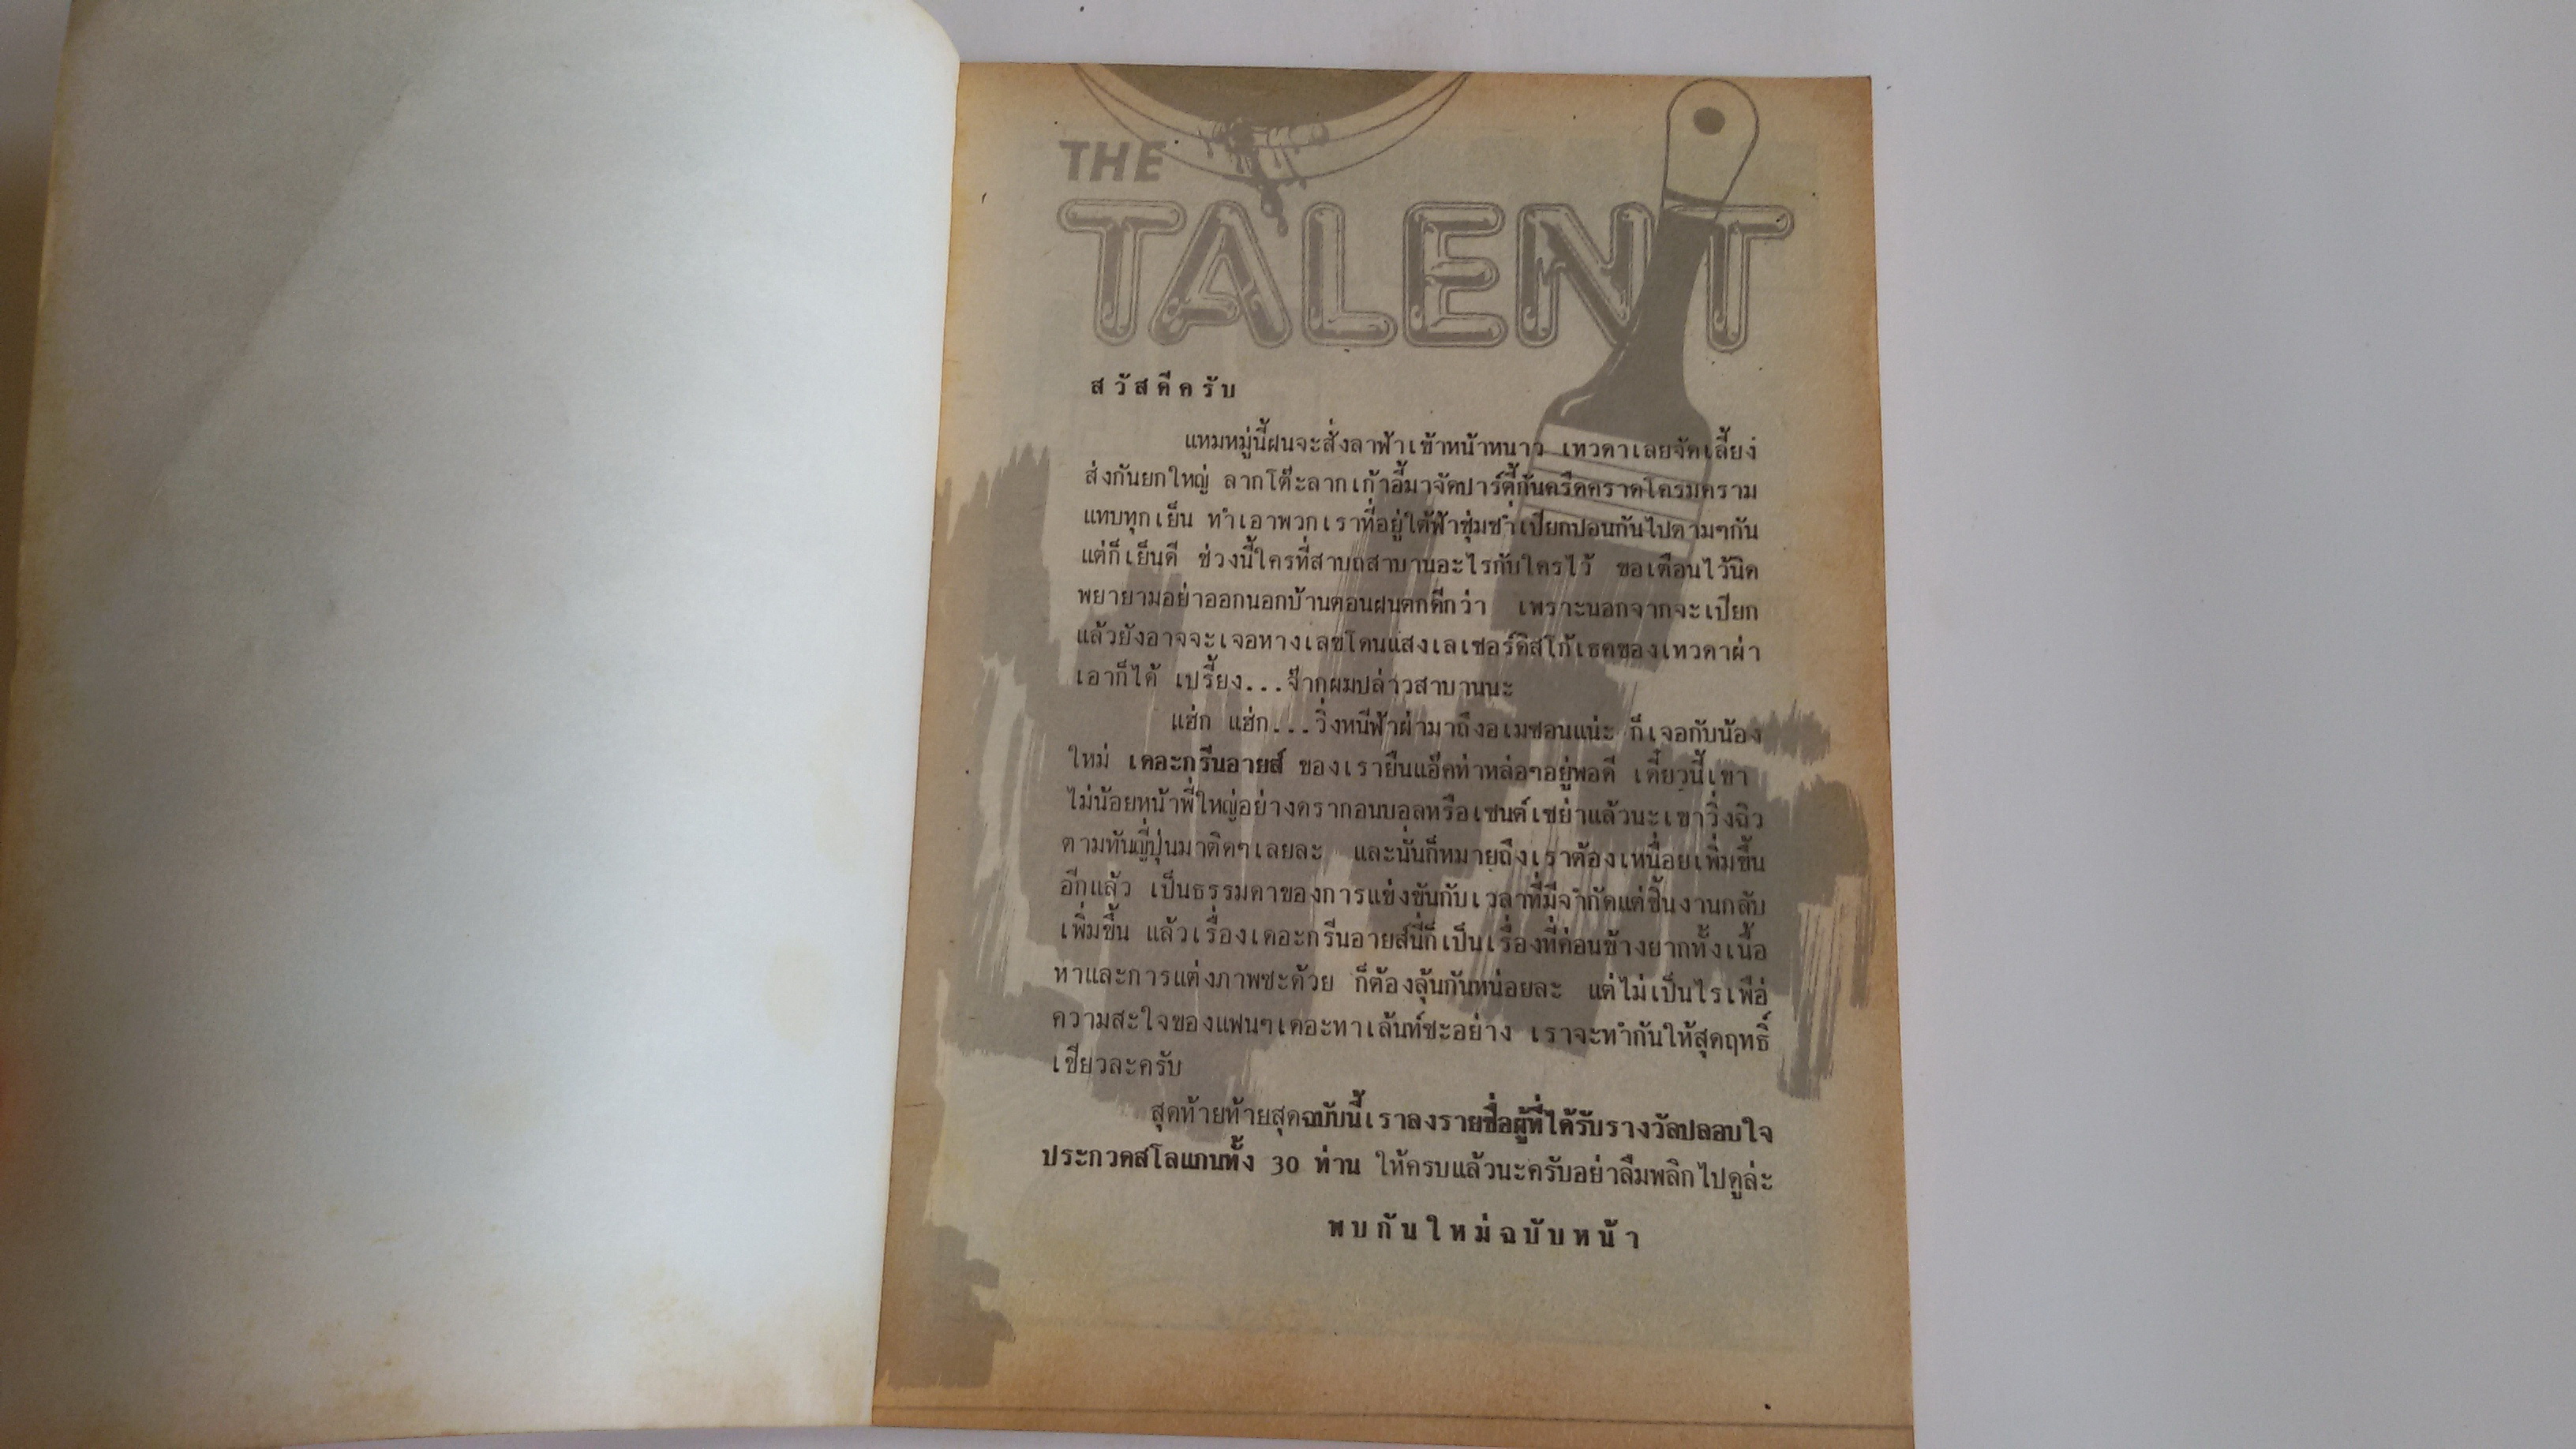 THE
TALENT
สวัสดีครับ
แหมหมู่นี้ฝนจะสั่งลาฟ้าเข้าหน้าหนาว เทวดาเลยจัดเลี้ยง
ส่งกันยกใหญ่ ลากโต๊ะลากเก้าอี้มาจัดปาร์ตี้กันครืดคราดโครมคราม
แทบทุกเย็น ทำเอาพวกเราที่อยู่ใต้ฟ้าชุ่มช่ำเปียกปอนกันไปตามๆกัน
แต่ก็เย็นดี ช่วงนี้ใครที่สาบถสาบานอะไรกับใครไว้ ขอเตือนไว้นิด
พยายามอย่าออกนอกบ้านตอนฝนตกดีกว่า เพราะนอกจากจะเปียก
แล้วยังอาจจะเจอหางเลขโดนแสงเลเซอร์ดิสโก้เธคของเทวดาผ่า
เอาก็ได้ เปรี้ยง...จ๊ากผมปล่าวสาบานนะ
แฮ่ก แฮ่ก...วิ่งหนีฟ้าผ่ามาถึงอเมซอนแน่ะ ก็เจอกับน้อง
ใหม่ เดอะกรีนอายส์ ของเรายืนแอ๊คท่าหล่อๆอยู่พอดี เดี๋ยวนี้เขา
ไม่น้อยหน้าพี่ใหญ่อย่างดรากอนบอลหรือเซนต์เซย่าแล้วนะเขาวิ่งฉิว
ตามทันญี่ปุ่นมาติดๆเลยละ และนั่นก็หมายถึงเราต้องเหนื่อยเพิ่มขึ้น
อีกแล้ว เป็นธรรมดาของการแข่งขันกับเวลาที่มีจำกัดแต่ชิ้นงานกลับ
เพิ่มขึ้น แล้วเรื่องเดอะกรีนอายส์นี่ก็เป็นเรื่องที่ค่อนข้างยากทั้งเนื้อ
หาและการแต่งภาพซะด้วย ก็ต้องลุ้นกันหน่อยละ แต่ไม่เป็นไรเพื่อ
ความสะใจของแฟนๆเดอะทาเล้นท์ซะอย่าง เราจะทำกันให้สุดฤทธิ์
เชียวละครับ
สุดท้ายท้ายสุดฉบับนี้เราลงรายชื่อผู้ที่ได้รับรางวัลปลอบใจ
ประกวดสโลแกนทั้ง 30 ท่าน ให้ครบแล้วนะครับอย่าลืมพลิกไปดูล่ะ
พบกันใหม่ฉบับหน้า